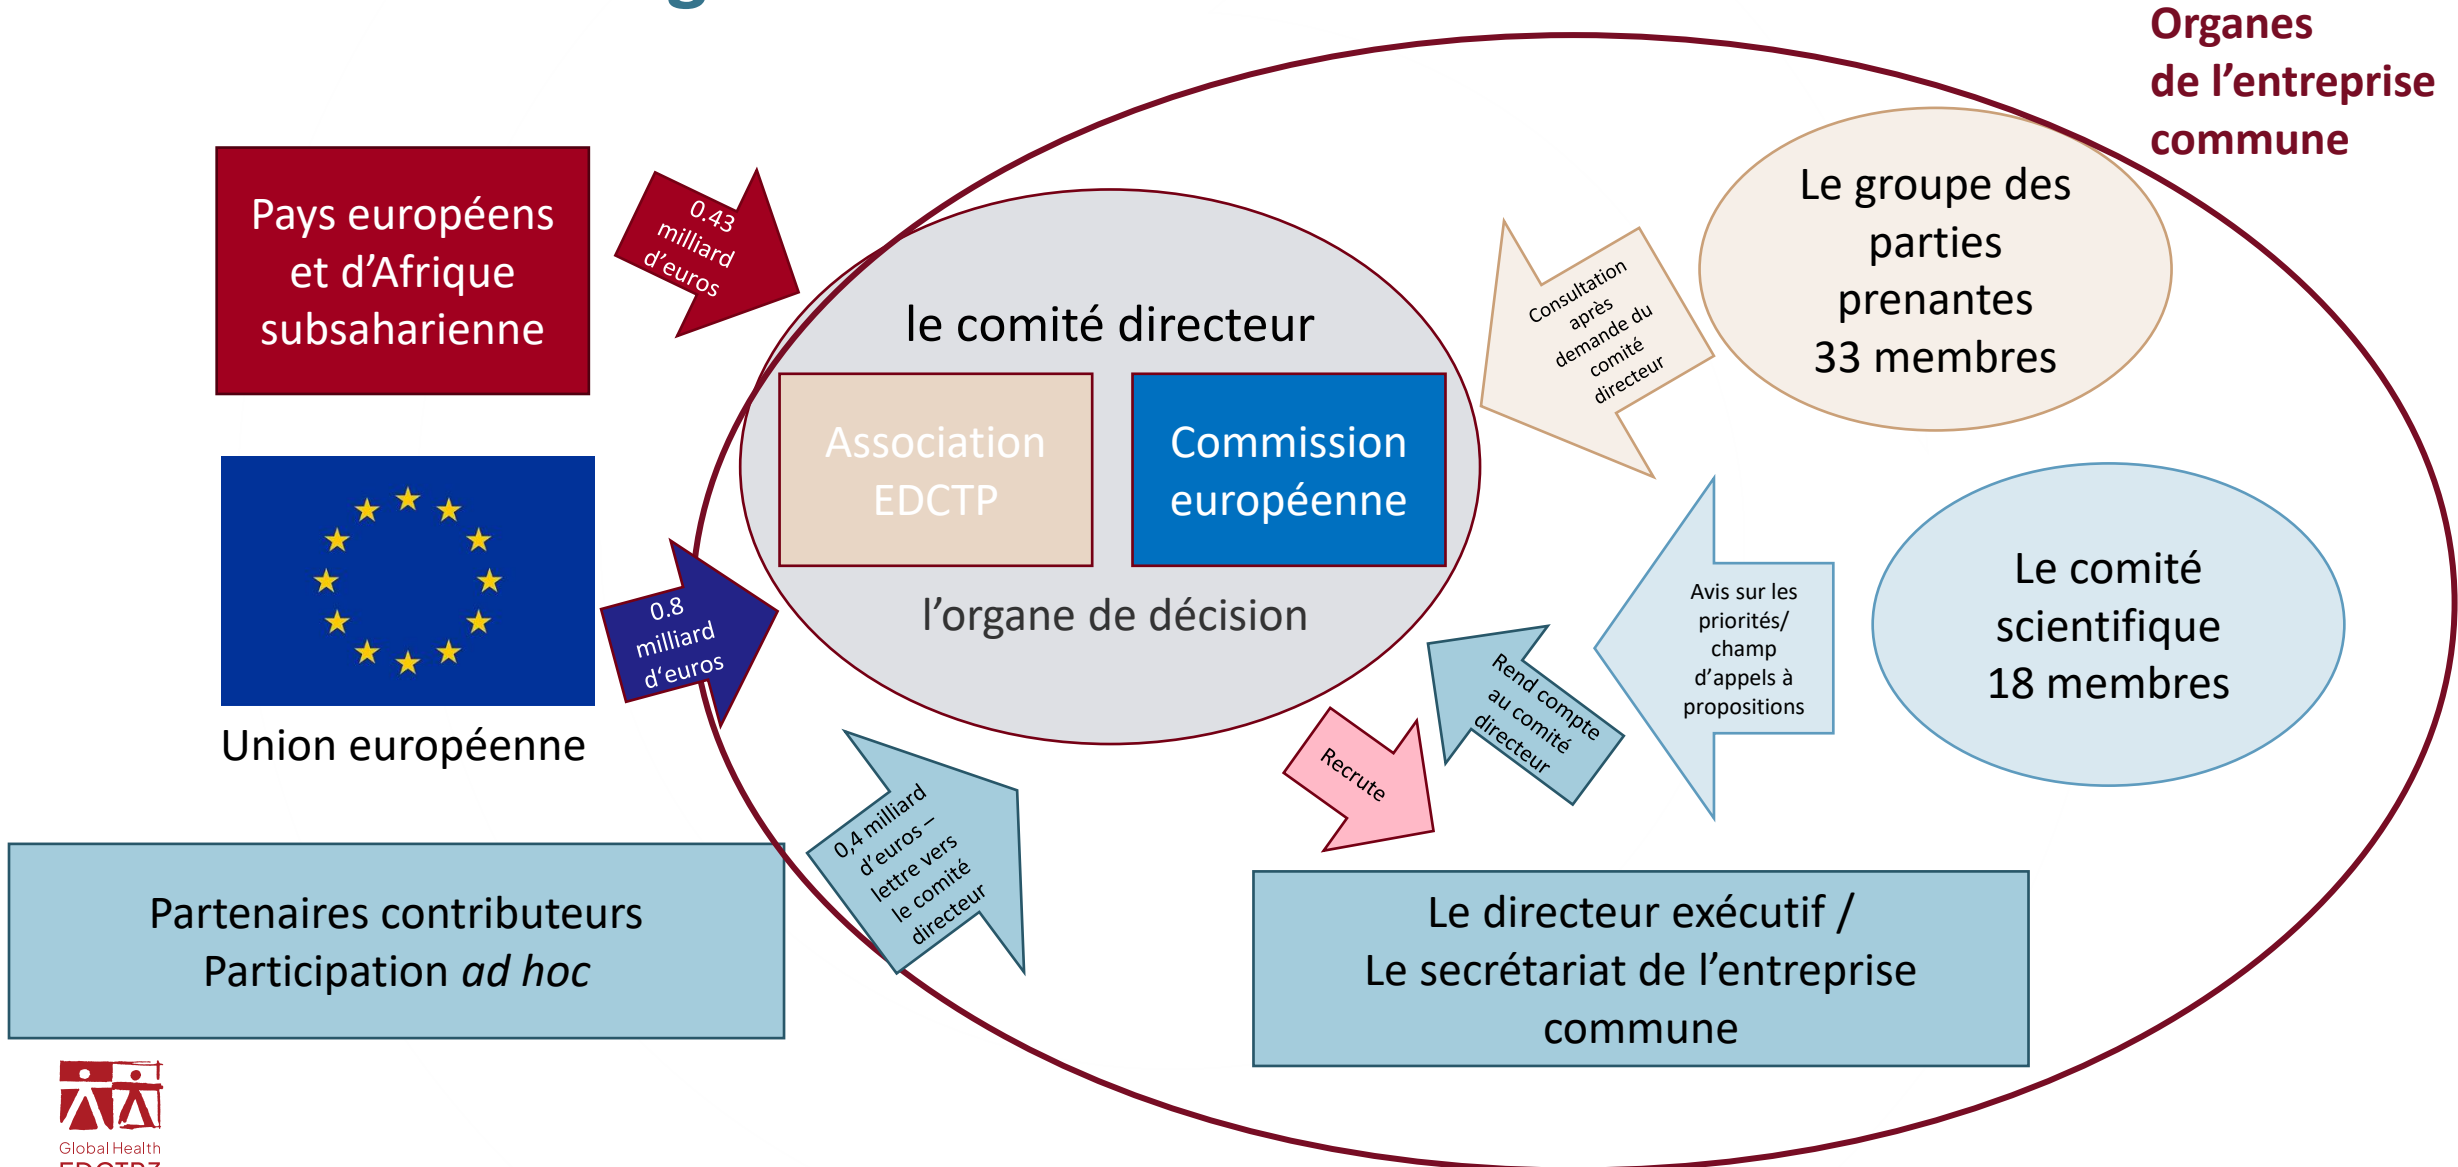 Organes
de l'entreprise
commune
Pays européens
et d'Afrique
subsaharienne
0.43
milliard
d'euros
Le groupe des
parties
prenantes
33 membres
Consultation
après
demande du
comité
directeur
le comité directeur
Association
EDCTP
Commission
européenne
l'organe de décision
Union européenne
0.8
milliard
d'euros
Le comité
scientifique
18 membres
Avis sur les
priorités/
champ
d'appels à
propositions
Rend compte
au comité
directeur
Recrute
0,4 milliard
d'euros –
lettre vers
le comité
directeur
Partenaires contributeurs
Participation ad hoc
Le directeur exécutif /
Le secrétariat de l'entreprise
commune
Global Health
EDCTP3